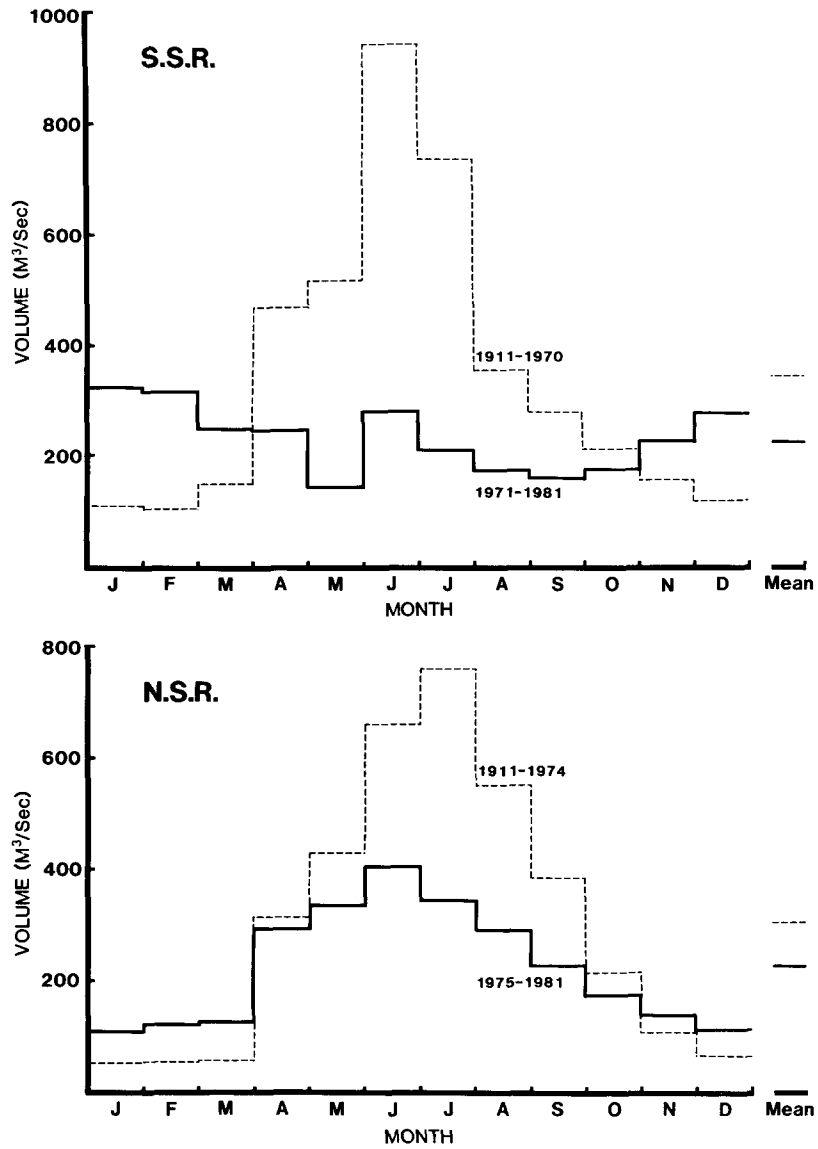 S.S.R.
1000
800
600
400
200
VOLUME (M³/Sec)
1911-1970
1971-1981
J F M A M J J A S O N D Mean
MONTH
N.S.R.
800
600
400
200
VOLUME (M³/Sec)
1911-1974
1975-1981
J F M A M J J A S O N D Mean
MONTH